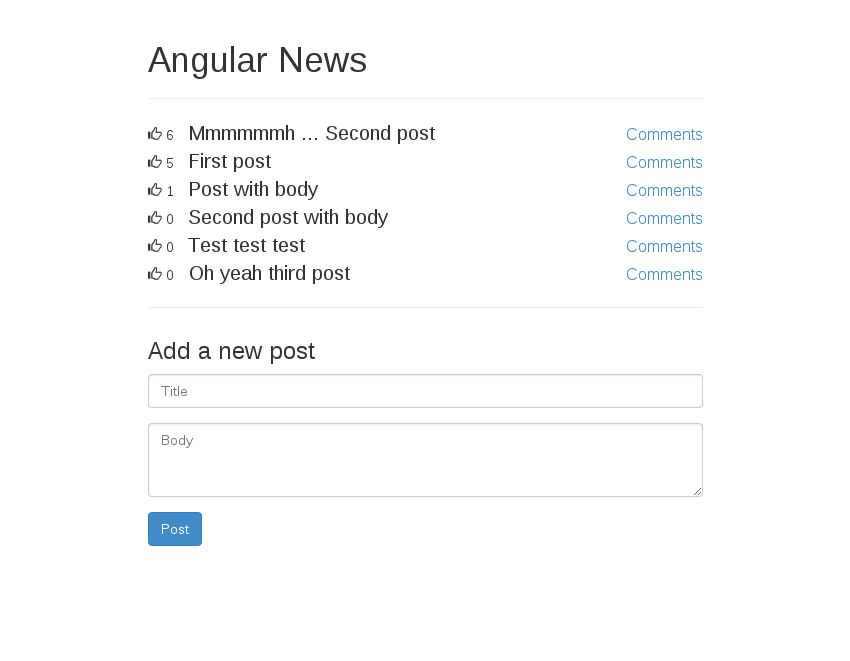 Angular News
6 Mmmmmmh ... Second post Comments
5 First post Comments
1 Post with body Comments
0 Second post with body Comments
0 Test test test Comments
0 Oh yeah third post Comments
Add a new post
Title
Body
Post